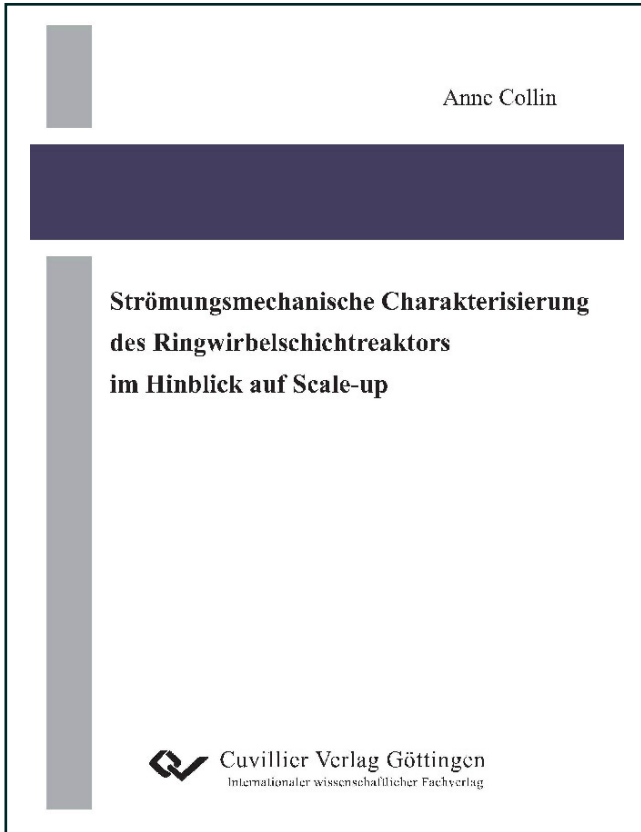 Anne Collin
Strömungsmechanische Charakterisierung
des Ringwirbelschichtreaktors
im Hinblick auf Scale-up
Cuvillier Verlag Göttingen
Internationaler wissenschaftlicher Fachverlag